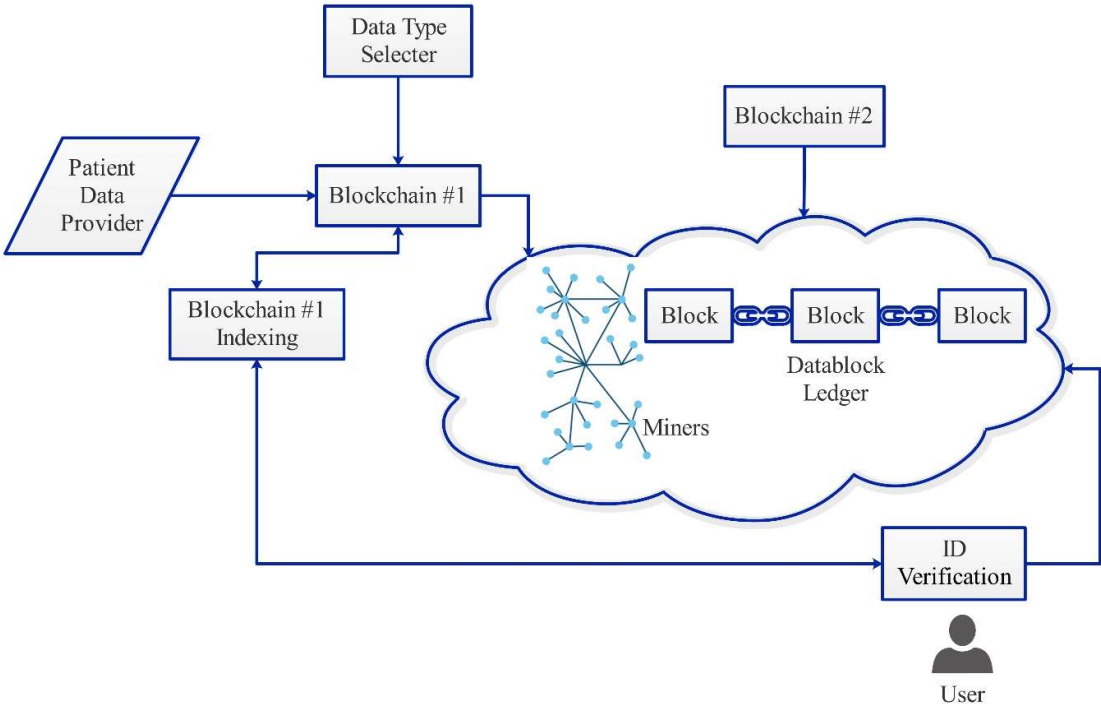 Data Type
Selecter
Blockchain #2
Patient
Data
Provider
Blockchain #1
Blockchain #1
Indexing
Block
Block
Block
Datablock
Ledger
Miners
ID
Verification
User